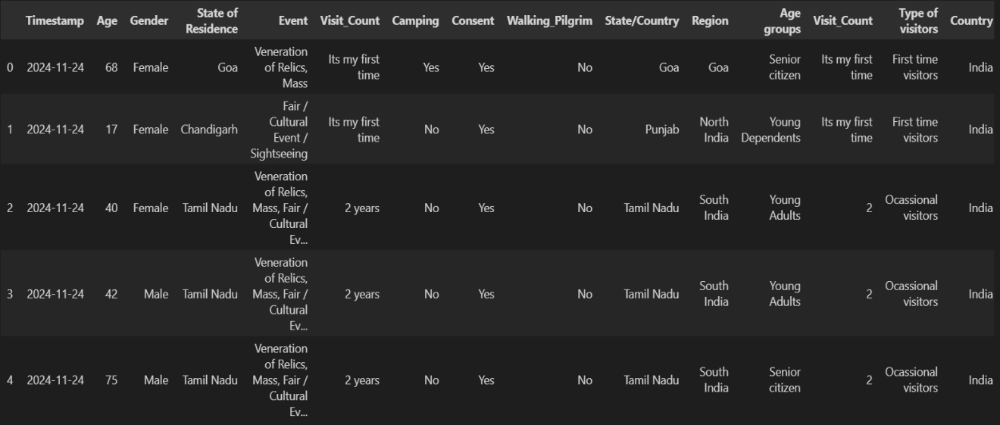 Timestamp Age Gender State of Residence Event Visit_Count Camping Consent Walking_Pilgrim State/Country Region Age groups Visit_Count Type of visitors Country
0 2024-11-24 68 Female Goa Veneration of Relics, Mass Its my first time Yes Yes No Goa Goa Senior citizen Its my first time First time visitors India
1 2024-11-24 17 Female Chandigarh Fair / Cultural Event / Sightseeing Its my first time No Yes No Punjab North India Young Dependents Its my first time First time visitors India
2 2024-11-24 40 Female Tamil Nadu Veneration of Relics, Mass, Fair / Cultural Ev... 2 years No Yes No Tamil Nadu South India Young Adults 2 Ocassional visitors India
3 2024-11-24 42 Male Tamil Nadu Veneration of Relics, Mass, Fair / Cultural Ev... 2 years No Yes No Tamil Nadu South India Young Adults 2 Ocassional visitors India
4 2024-11-24 75 Male Tamil Nadu Veneration of Relics, Mass, Fair / Cultural Ev... 2 years No Yes No Tamil Nadu South India Senior citizen 2 Ocassional visitors India